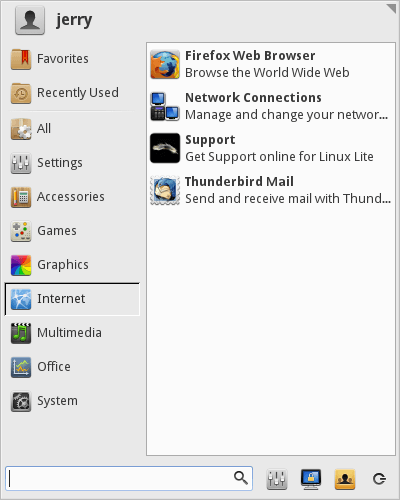 jerry
Favorites
Recently Used
All
Settings
Accessories
Games
Graphics
Internet
Multimedia
Office
System
Firefox Web Browser
Browse the World Wide Web
Network Connections
Manage and change your networ...
Support
Get Support online for Linux Lite
Thunderbird Mail
Send and receive mail with Thund...